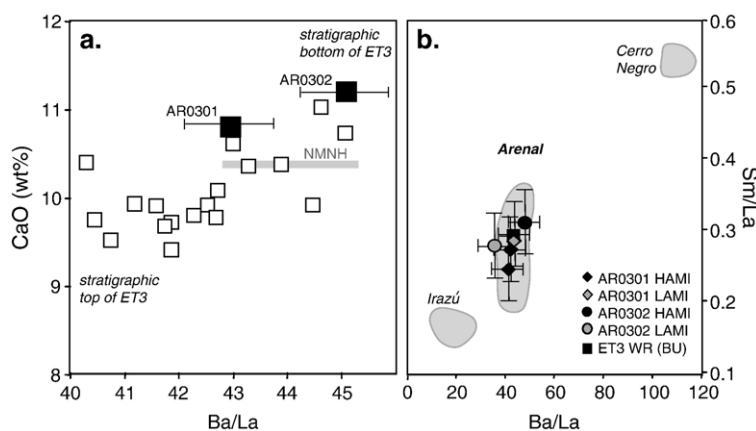 a.
stratigraphic
bottom of ET3
AR0302
AR0301
NMNH
stratigraphic
top of ET3
CaO (wt%)
12
11
10
9
8
40
41
42
43
44
45
Ba/La
b.
Cerro
Negro
Arenal
Irazú
AR0301 HAMI
AR0301 LAMI
AR0302 HAMI
AR0302 LAMI
ET3 WR (BU)
0.6
0.5
0.4
0.3
0.2
0.1
Sm/La
0
20
40
60
80
100
120
Ba/La